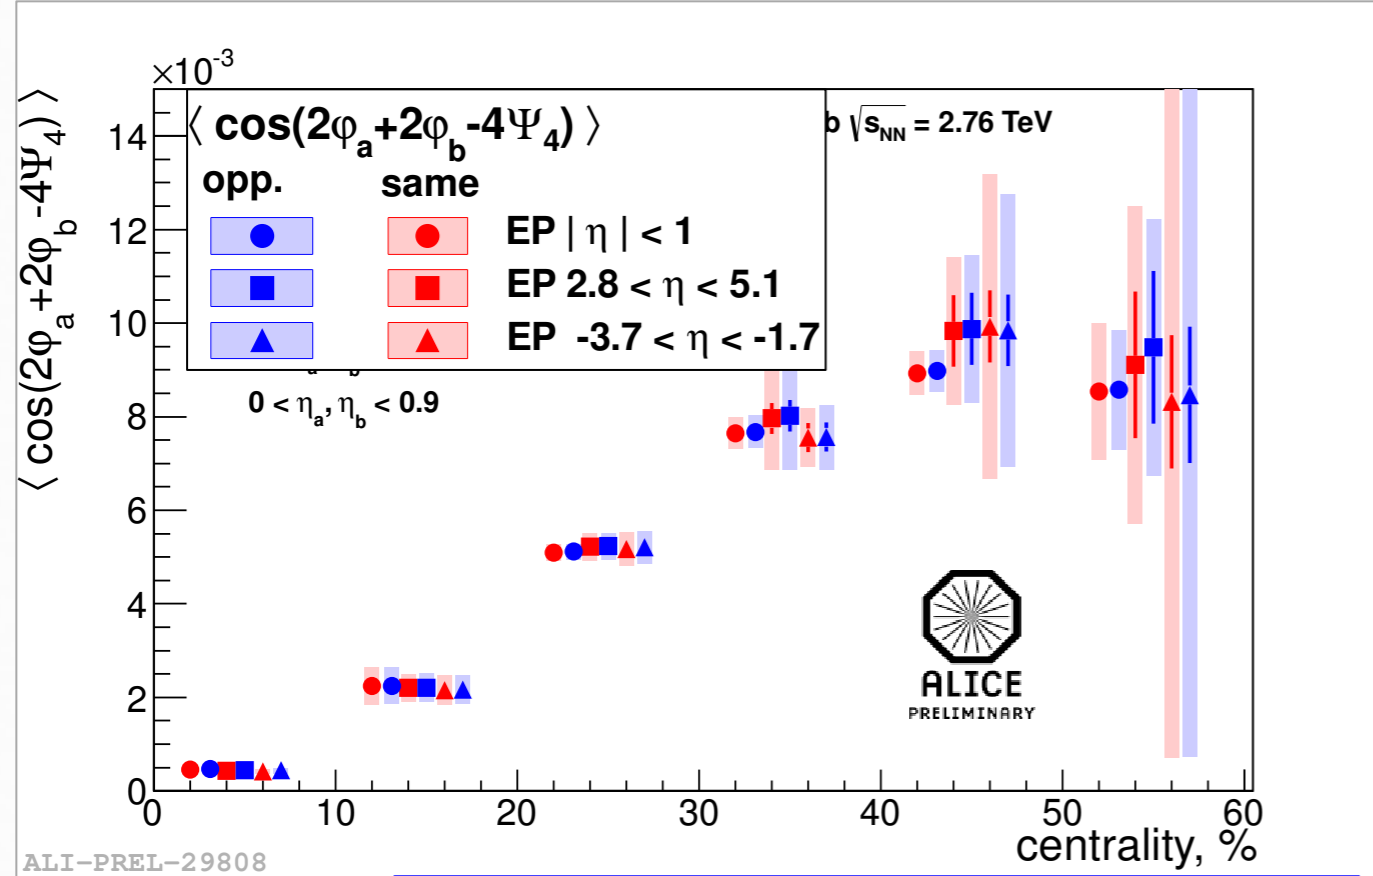 ×10⁻³
⟨ cos(2φa+2φb-4Ψ4) ⟩
⟨ cos(2φa+2φb-4Ψ4) ⟩
b √sNN = 2.76 TeV
opp. same
EP | η | < 1
EP 2.8 < η < 5.1
EP -3.7 < η < -1.7
0 < ηa, ηb < 0.9
14
12
10
8
6
4
2
0
ALICE
PRELIMINARY
0 10 20 30 40 50 60
centrality, %
ALI-PREL-29808